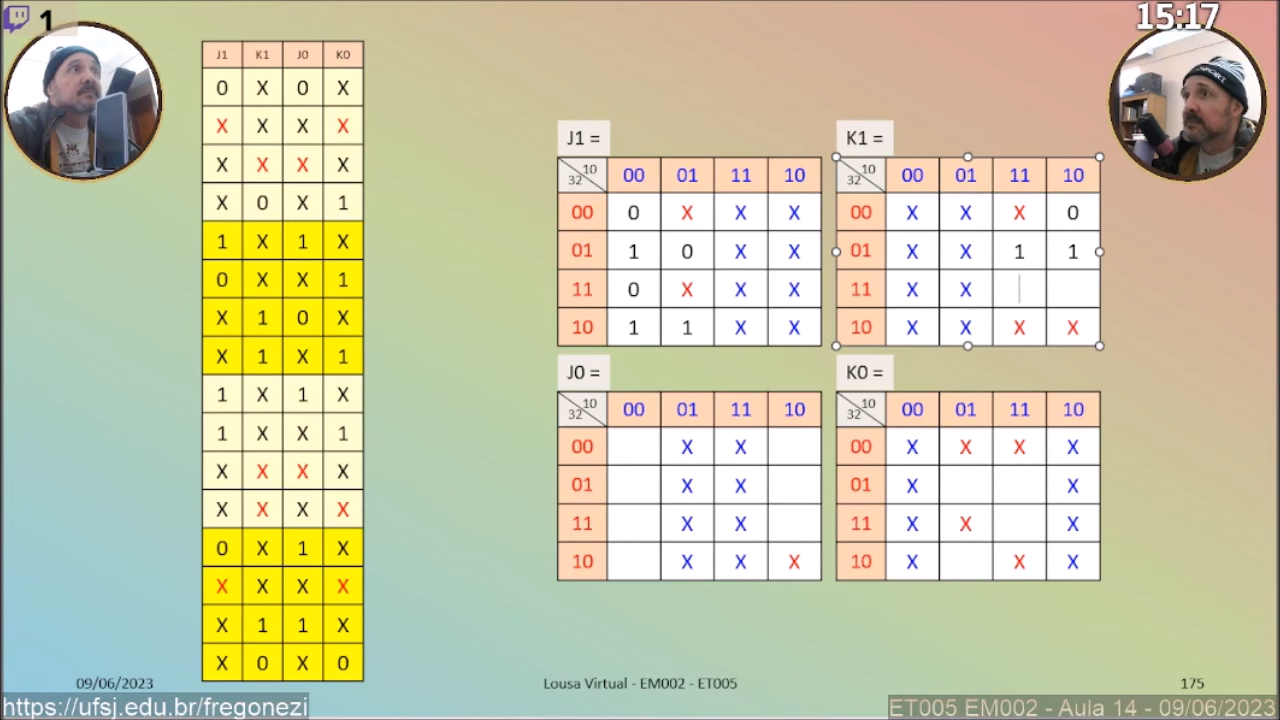 1
15:17
J1 K1 J0 K0
0 X 0 X
X X X X
X X X X
X 0 X 1
1 X 1 X
0 X X 1
X 1 0 X
X 1 X 1
1 X 1 X
1 X X 1
X X X X
X X X X
0 X 1 X
X X X X
X 1 1 X
X 0 X 0
J1 =
10
32 00 01 11 10
00 0 X X X
01 1 0 X X
11 0 X X X
10 1 1 X X
K1 =
10
32 00 01 11 10
00 X X X 0
01 X X 1 1
11 X X
10 X X X X
J0 =
10
32 00 01 11 10
00 X X
01 X X
11 X X
10 X X X
K0 =
10
32 00 01 11 10
00 X X X X
01 X X
11 X X X
10 X X X
SPORT
09/06/2023
Lousa Virtual - EM002 - ET005
175
https://ufsj.edu.br/fregonezi
ET005 EM002 - Aula 14 - 09/06/2023